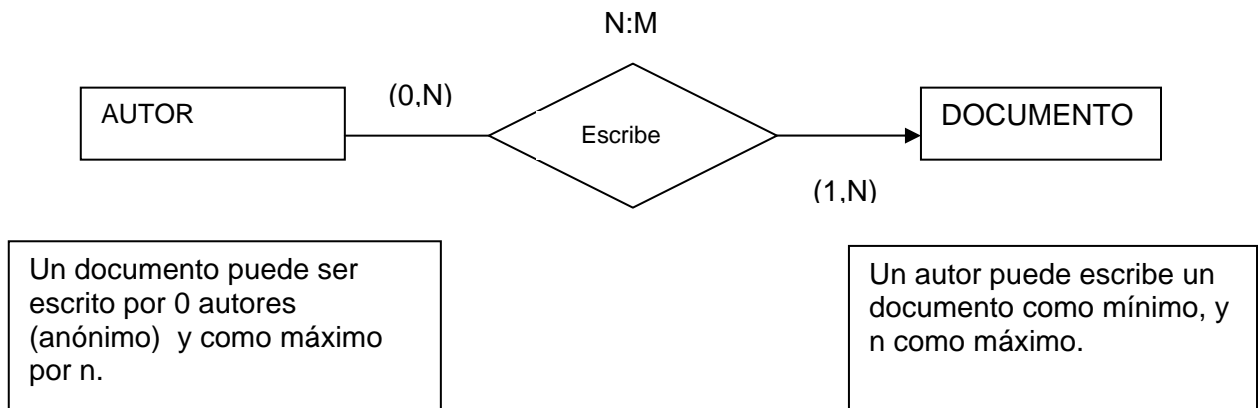 N:M
AUTOR
(0,N)
Escribe
DOCUMENTO
(1,N)
Un documento puede ser
escrito por 0 autores
(anónimo) y como máximo
por n.
Un autor puede escribe un
documento como mínimo, y
n como máximo.